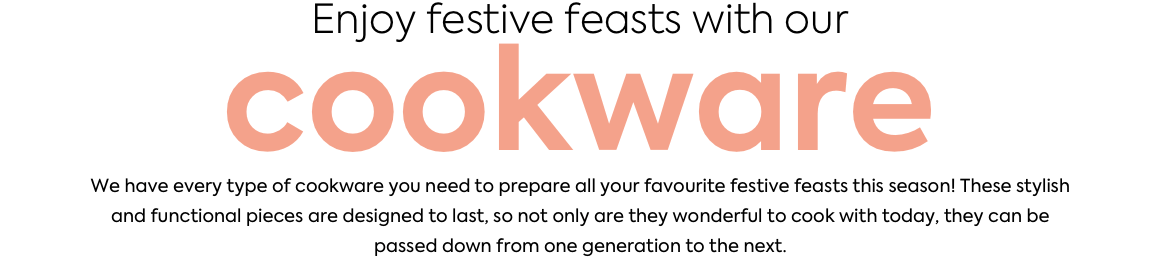 Enjoy festive feasts with our
cookware
We have every type of cookware you need to prepare all your favourite festive feasts this season! These stylish
and functional pieces are designed to last, so not only are they wonderful to cook with today, they can be
passed down from one generation to the next.